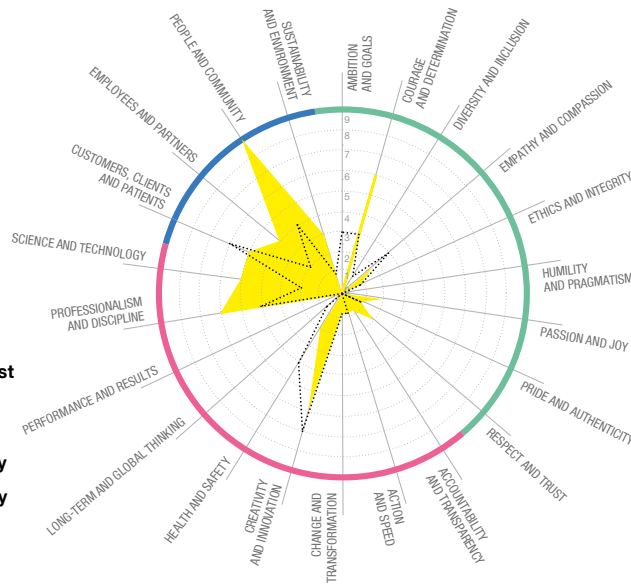 AMBITION
AND GOALS
COURAGE
AND DETERMINATION
DIVERSITY AND INCLUSION
EMPATHY AND COMPASSION
ETHICS AND INTEGRITY
HUMILITY
AND PRAGMATISM
PASSION AND JOY
PRIDE AND AUTHENTICITY
RESPECT AND TRUST
ACCOUNTABILITY
AND TRANSPARENCY
ACTION
AND SPEED
CHANGE AND
TRANSFORMATION
CREATIVITY
AND INNOVATION
HEALTH AND SAFETY
LONG-TERM AND GLOBAL THINKING
PERFORMANCE AND RESULTS
PROFESSIONALISM
AND DISCIPLINE
SCIENCE AND TECHNOLOGY
CUSTOMERS, CLIENTS
AND PATIENTS
EMPLOYEES AND PARTNERS
PEOPLE AND COMMUNITY
SUSTAINABILITY
AND ENVIRONMENT
9
8
7
6
5
4
3
2
1
st
y
y